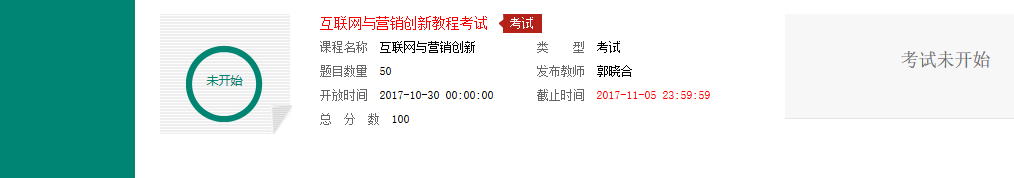 互联网与营销创新教程考试 考试
课程名称 互联网与营销创新 类 型 考试
未开始
题目数量 50 发布教师 郭晓合
考试未开始
开放时间 2017-10-30 00:00:00 截止时间 2017-11-05 23:59:59
总 分 数 100